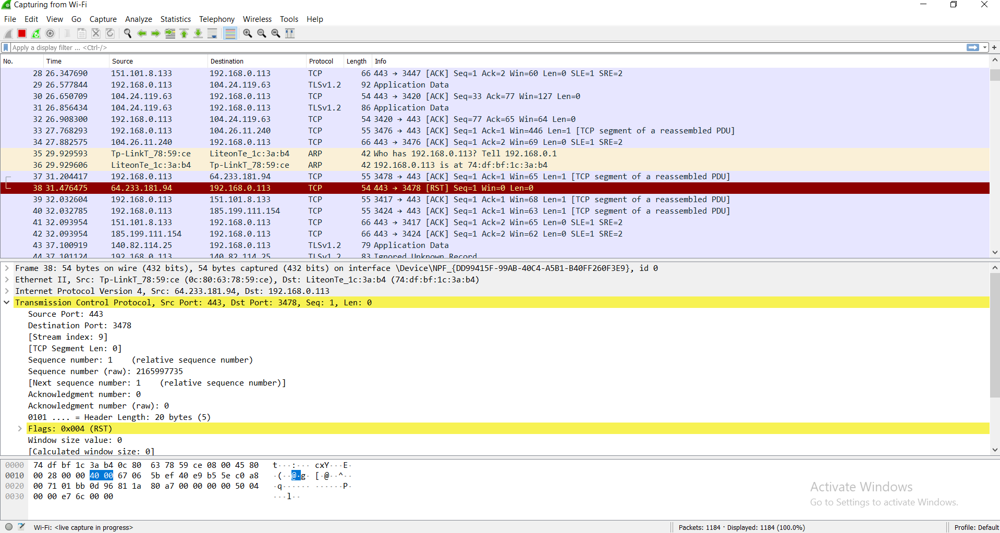 Capturing from Wi-Fi
File Edit View Go Capture Analyze Statistics Telephony Wireless Tools Help
Apply a display filter ... <Ctrl-/>
No. Time Source Destination Protocol Length Info
28 26.347690 151.101.8.133 192.168.0.113 TCP 66 443 → 3447 [ACK] Seq=1 Ack=2 Win=60 Len=0 SLE=1 SRE=2
29 26.577844 192.168.0.113 104.24.119.63 TLSv1.2 92 Application Data
30 26.650709 104.24.119.63 192.168.0.113 TCP 54 443 → 3420 [ACK] Seq=33 Ack=77 Win=127 Len=0
31 26.856434 104.24.119.63 192.168.0.113 TLSv1.2 86 Application Data
32 26.908300 192.168.0.113 104.24.119.63 TCP 54 3420 → 443 [ACK] Seq=77 Ack=65 Win=64 Len=0
33 27.768293 192.168.0.113 104.26.11.240 TCP 55 3476 → 443 [ACK] Seq=1 Ack=1 Win=446 Len=1 [TCP segment of a reassembled PDU]
34 27.882575 104.26.11.240 192.168.0.113 TCP 66 443 → 3476 [ACK] Seq=1 Ack=2 Win=69 Len=0 SLE=1 SRE=2
35 29.929593 Tp-LinkT_78:59:ce LiteonTe_1c:3a:b4 ARP 42 Who has 192.168.0.113? Tell 192.168.0.1
36 29.929606 LiteonTe_1c:3a:b4 Tp-LinkT_78:59:ce ARP 42 192.168.0.113 is at 74:df:bf:1c:3a:b4
37 31.204417 192.168.0.113 64.233.181.94 TCP 55 3478 → 443 [ACK] Seq=1 Ack=1 Win=65 Len=1 [TCP segment of a reassembled PDU]
38 31.476475 64.233.181.94 192.168.0.113 TCP 54 443 → 3478 [RST] Seq=1 Win=0 Len=0
39 32.032604 192.168.0.113 151.101.8.133 TCP 55 3417 → 443 [ACK] Seq=1 Ack=1 Win=68 Len=1 [TCP segment of a reassembled PDU]
40 32.032785 192.168.0.113 185.199.111.154 TCP 55 3424 → 443 [ACK] Seq=1 Ack=1 Win=63 Len=1 [TCP segment of a reassembled PDU]
41 32.093954 151.101.8.133 192.168.0.113 TCP 66 443 → 3417 [ACK] Seq=1 Ack=2 Win=65 Len=0 SLE=1 SRE=2
42 32.093954 185.199.111.154 192.168.0.113 TCP 66 443 → 3424 [ACK] Seq=1 Ack=2 Win=62 Len=0 SLE=1 SRE=2
43 37.100919 140.82.114.25 192.168.0.113 TLSv1.2 79 Application Data
44 37.101124 192.168.0.113 140.82.114.25 TLSv1.2 83 Ignored Unknown Record
Frame 38: 54 bytes on wire (432 bits), 54 bytes captured (432 bits) on interface \Device\NPF_{DD99415F-99AB-40C4-A5B1-B40FF260F3E9}, id 0
Ethernet II, Src: Tp-LinkT_78:59:ce (0c:80:63:78:59:ce), Dst: LiteonTe_1c:3a:b4 (74:df:bf:1c:3a:b4)
Internet Protocol Version 4, Src: 64.233.181.94, Dst: 192.168.0.113
Transmission Control Protocol, Src Port: 443, Dst Port: 3478, Seq: 1, Len: 0
Source Port: 443
Destination Port: 3478
[Stream index: 9]
[TCP Segment Len: 0]
Sequence number: 1 (relative sequence number)
Sequence number (raw): 2165997735
[Next sequence number: 1 (relative sequence number)]
Acknowledgment number: 0
Acknowledgment number (raw): 0
0101 .... = Header Length: 20 bytes (5)
Flags: 0x004 (RST)
Window size value: 0
[Calculated window size: 0]
0000 74 df bf 1c 3a b4 0c 80 63 78 59 ce 08 00 45 80 t···:··· cxY···E·
0010 00 28 00 00 40 00 67 06 5b ef 40 e9 b5 5e c0 a8 ·(··@·g· [·@··^··
0020 00 71 01 bb 0d 96 81 1a 80 a7 00 00 00 00 50 04 ·q······ ······P·
0030 00 00 e7 6c 00 00 ···l··
Activate Windows
Go to Settings to activate Windows.
Wi-Fi: <live capture in progress> Packets: 1184 · Displayed: 1184 (100.0%) Profile: Default